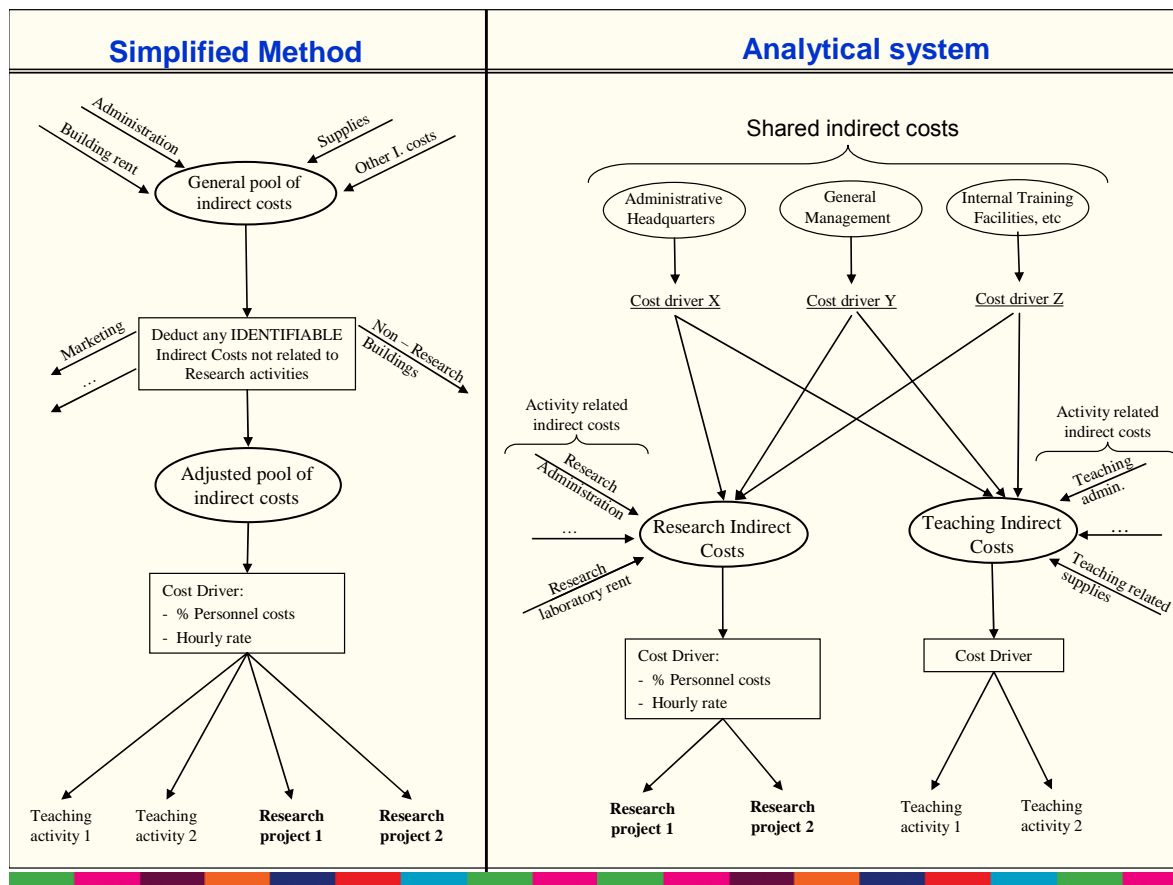 Simplified Method
Administration
Building rent
Supplies
Other I. costs
General pool of
indirect costs
Marketing
…
Deduct any IDENTIFIABLE
Indirect Costs not related to
Research activities
Non – Research
Buildings
Adjusted pool of
indirect costs
Cost Driver:
- % Personnel costs
- Hourly rate
Teaching
activity 1
Teaching
activity 2
Research
project 1
Research
project 2
Analytical system
Shared indirect costs
Administrative
Headquarters
General
Management
Internal Training
Facilities, etc
Cost driver X
Cost driver Y
Cost driver Z
Activity related
indirect costs
Research
Administration
…
Research
laboratory rent
Research Indirect
Costs
Activity related
indirect costs
Teaching
admin.
…
Teaching related
supplies
Teaching Indirect
Costs
Cost Driver:
- % Personnel costs
- Hourly rate
Cost Driver
Research
project 1
Research
project 2
Teaching
activity 1
Teaching
activity 2